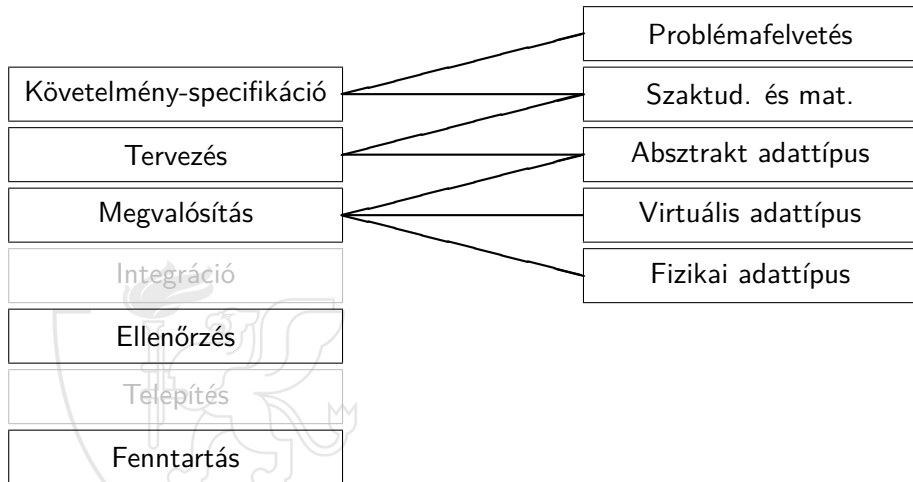 Követelmény-specifikáció
Tervezés
Megvalósítás
Integráció
Ellenőrzés
Telepítés
Fenntartás
Problémafelvetés
Szaktud. és mat.
Absztrakt adattípus
Virtuális adattípus
Fizikai adattípus